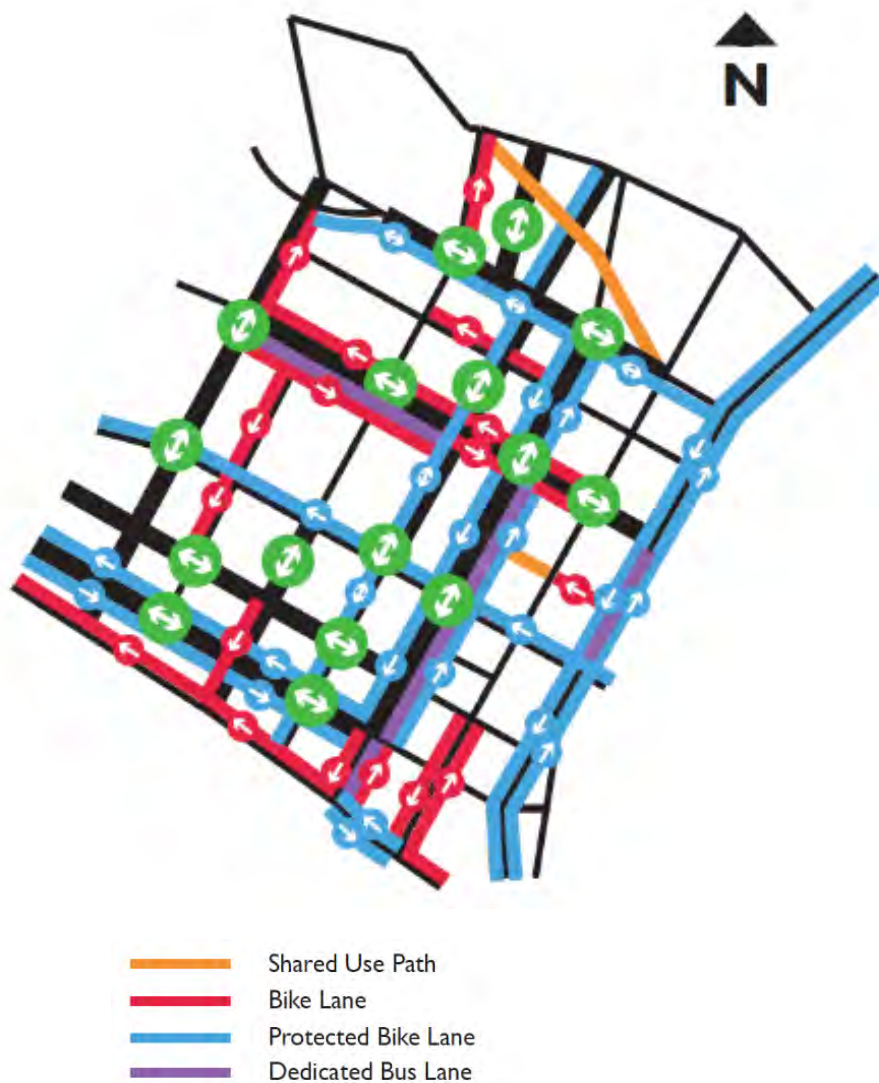 N
Shared Use Path
Bike Lane
Protected Bike Lane
Dedicated Bus Lane